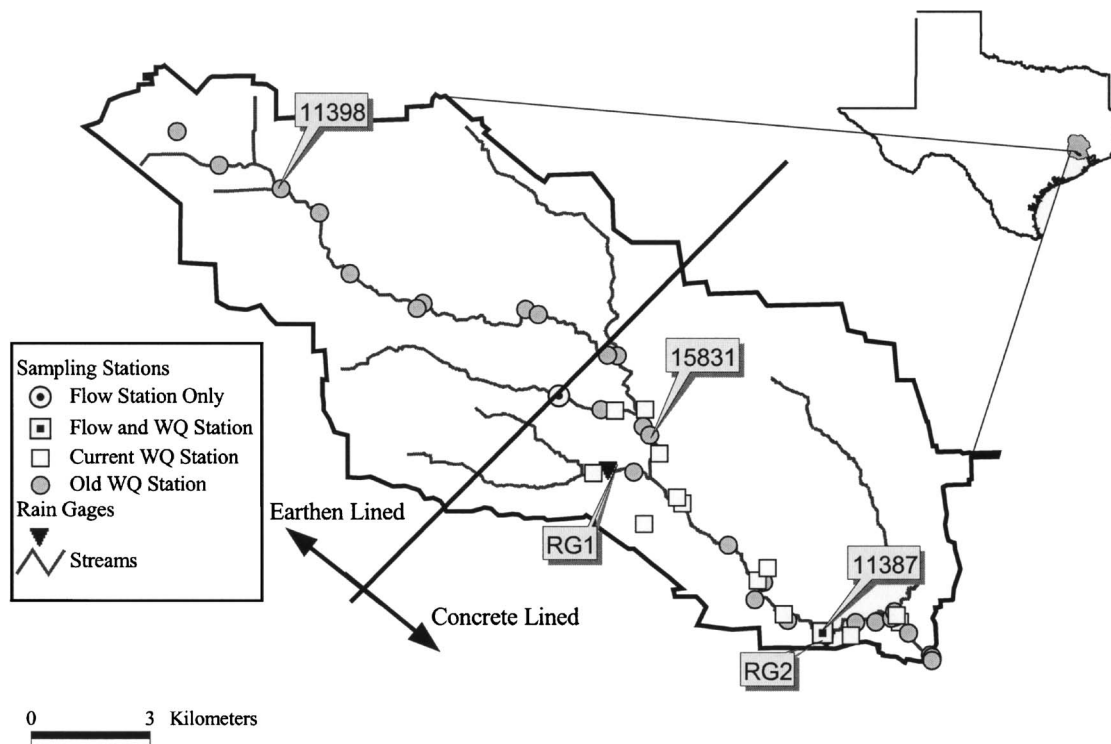 11398
15831
Sampling Stations
Flow Station Only
Flow and WQ Station
Current WQ Station
Old WQ Station
Rain Gages
Streams
Earthen Lined
RG1
11387
Concrete Lined
RG2
0 3 Kilometers